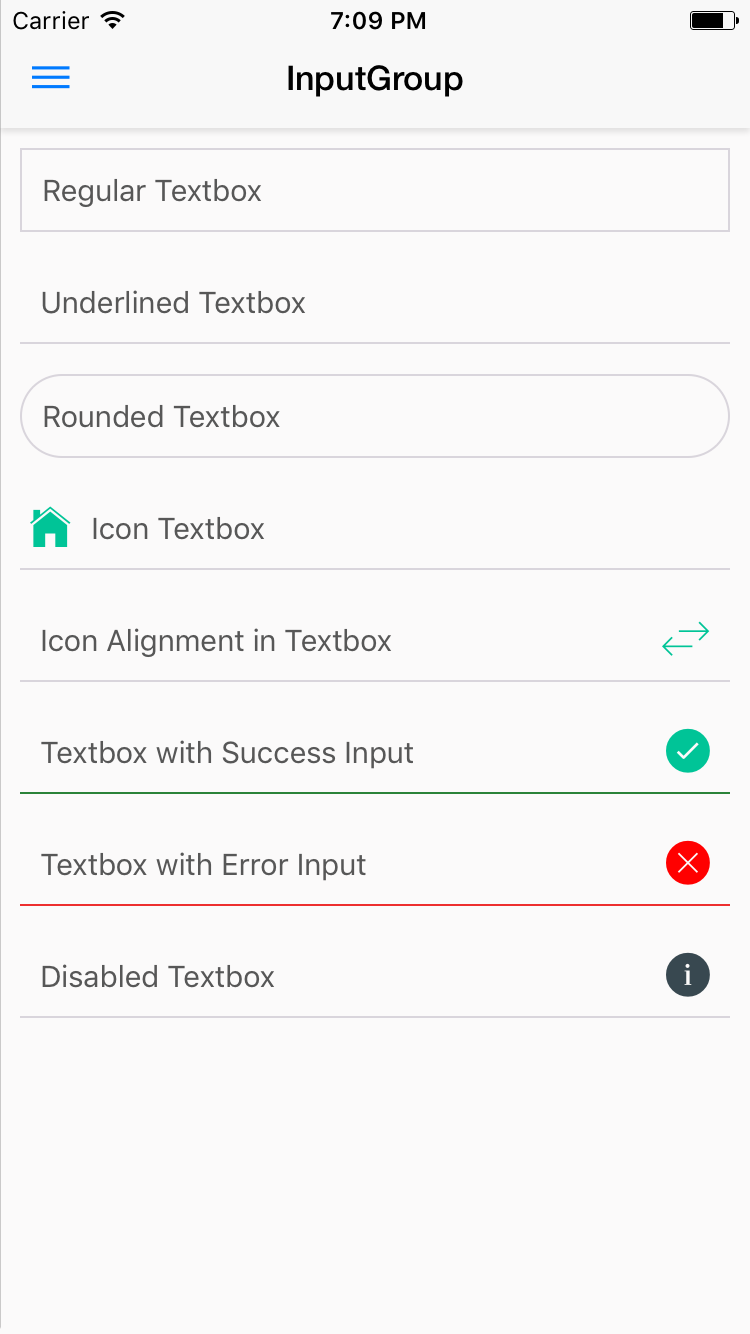 Carrier 7:09 PM
InputGroup
Regular Textbox
Underlined Textbox
Rounded Textbox
Icon Textbox
Icon Alignment in Textbox
Textbox with Success Input
Textbox with Error Input
Disabled Textbox